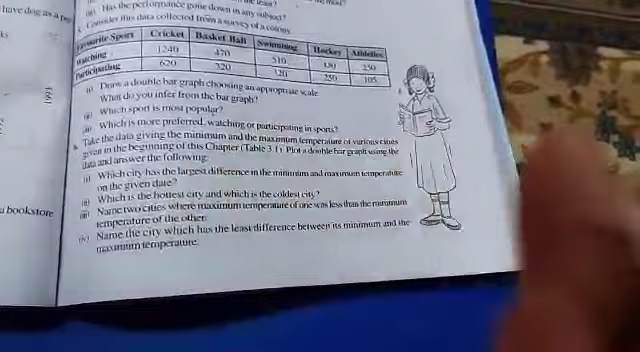 have dog as a
(iii) Has the performance gone down in any subject?
5. Consider this data collected from a survey of a colony.
Favourite Sport Cricket Basket Ball Swimming Hockey Athletics
Watching 1240 470 510 250
Participating 620 320 320 250 105
(i) Draw a double bar graph choosing an appropriate scale.
What do you infer from the bar graph?
(ii) Which sport is most popular?
(iii) Which is more preferred, watching or participating in sports?
Take the data giving the minimum and the maximum temperature of various cities
given in the beginning of this Chapter (Table 3.1). Plot a double bar graph using the
data and answer the following:
(i) Which city has the largest difference in the minimum and maximum temperature
on the given date?
(ii) Which is the hottest city and which is the coldest city?
(iii) Name two cities where maximum temperature of one was less than the minimum
temperature of the other.
(iv) Name the city which has the least difference between its minimum and the
maximum temperature.
1993
a bookstore